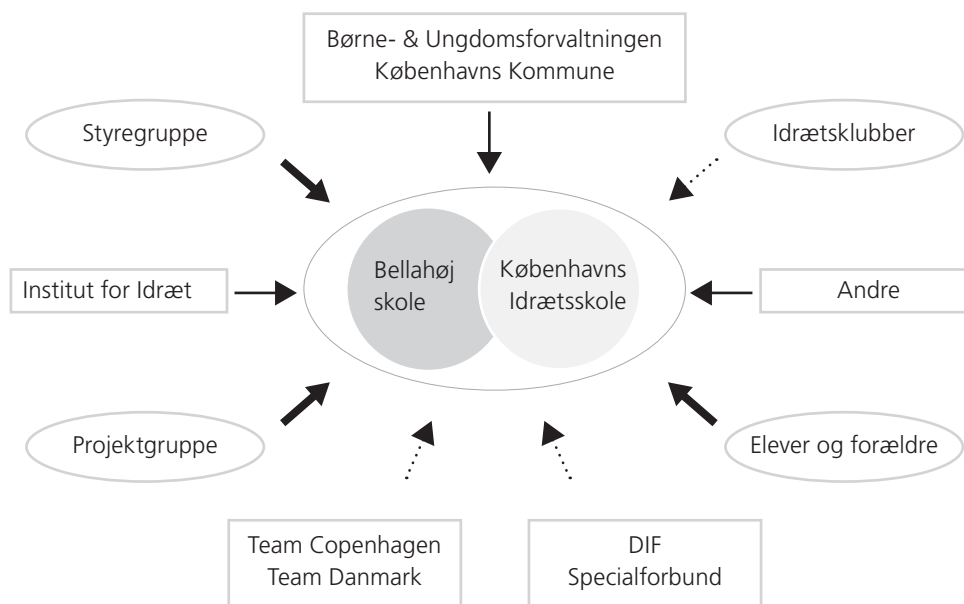 Børne- & Ungdomsforvaltningen
Københavns Kommune
Styregruppe
Idrætsklubber
Bellahøj
skole
Københavns
Idrætsskole
Institut for Idræt
Andre
Projektgruppe
Elever og forældre
Team Copenhagen
Team Danmark
DIF
Specialforbund